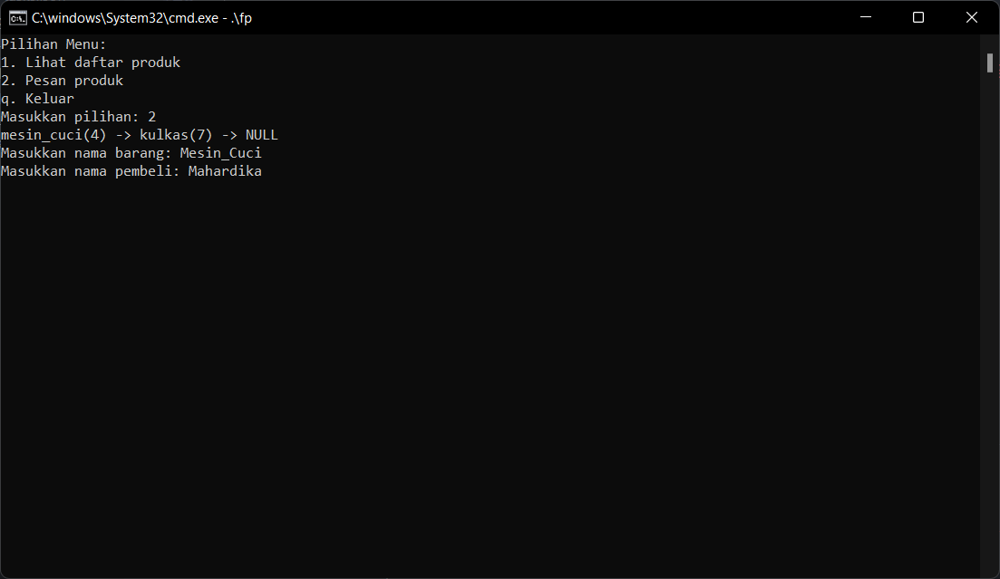 C:\windows\System32\cmd.exe - .\fp
Pilihan Menu:
1. Lihat daftar produk
2. Pesan produk
q. Keluar
Masukkan pilihan: 2
mesin_cuci(4) -> kulkas(7) -> NULL
Masukkan nama barang: Mesin_Cuci
Masukkan nama pembeli: Mahardika